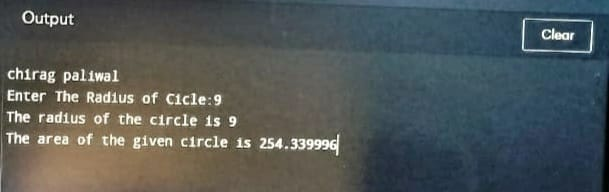 Output
Clear
chirag paliwal
Enter The Radius of Cicle:9
The radius of the circle is 9
The area of the given circle is 254.339996